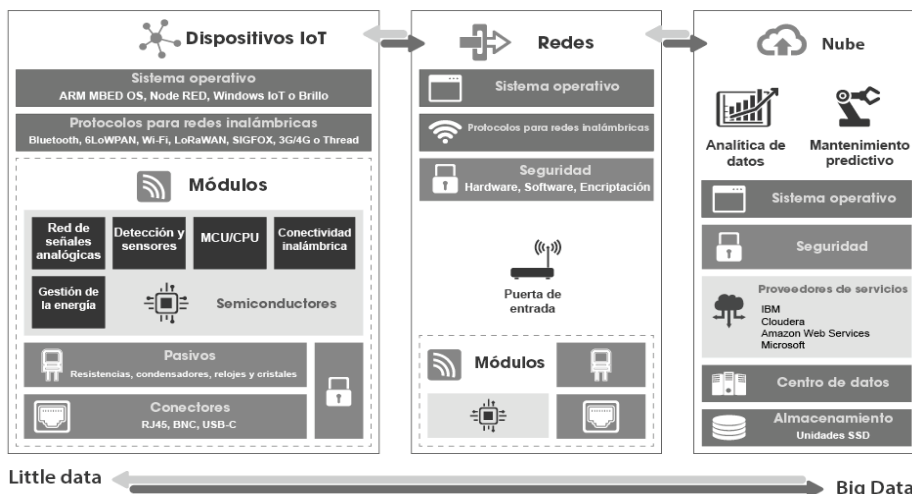 Dispositivos IoT
Sistema operativo
ARM MBED OS, Node RED, Windows IoT o Brillo
Protocolos para redes inalámbricas
Bluetooth, 6LoWPAN, Wi-Fi, LoRaWAN, SIGFOX, 3G/4G o Thread
Módulos
Red de
señales
analógicas
Detección y
sensores
MCU/CPU
Conectividad
inalámbrica
Gestión de
la energía
Semiconductores
Pasivos
Resistencias, condensadores, relojes y cristales
Conectores
RJ45, BNC, USB-C
Redes
Sistema operativo
Protocolos para redes inalámbricas
Seguridad
Hardware, Software, Encriptación
Puerta de
entrada
Módulos
Nube
Analítica de
datos
Mantenimiento
predictivo
Sistema operativo
Seguridad
Proveedores de servicios
IBM
Cloudera
Amazon Web Services
Microsoft
Centro de datos
Almacenamiento
Unidades SSD
Little data
Big Data